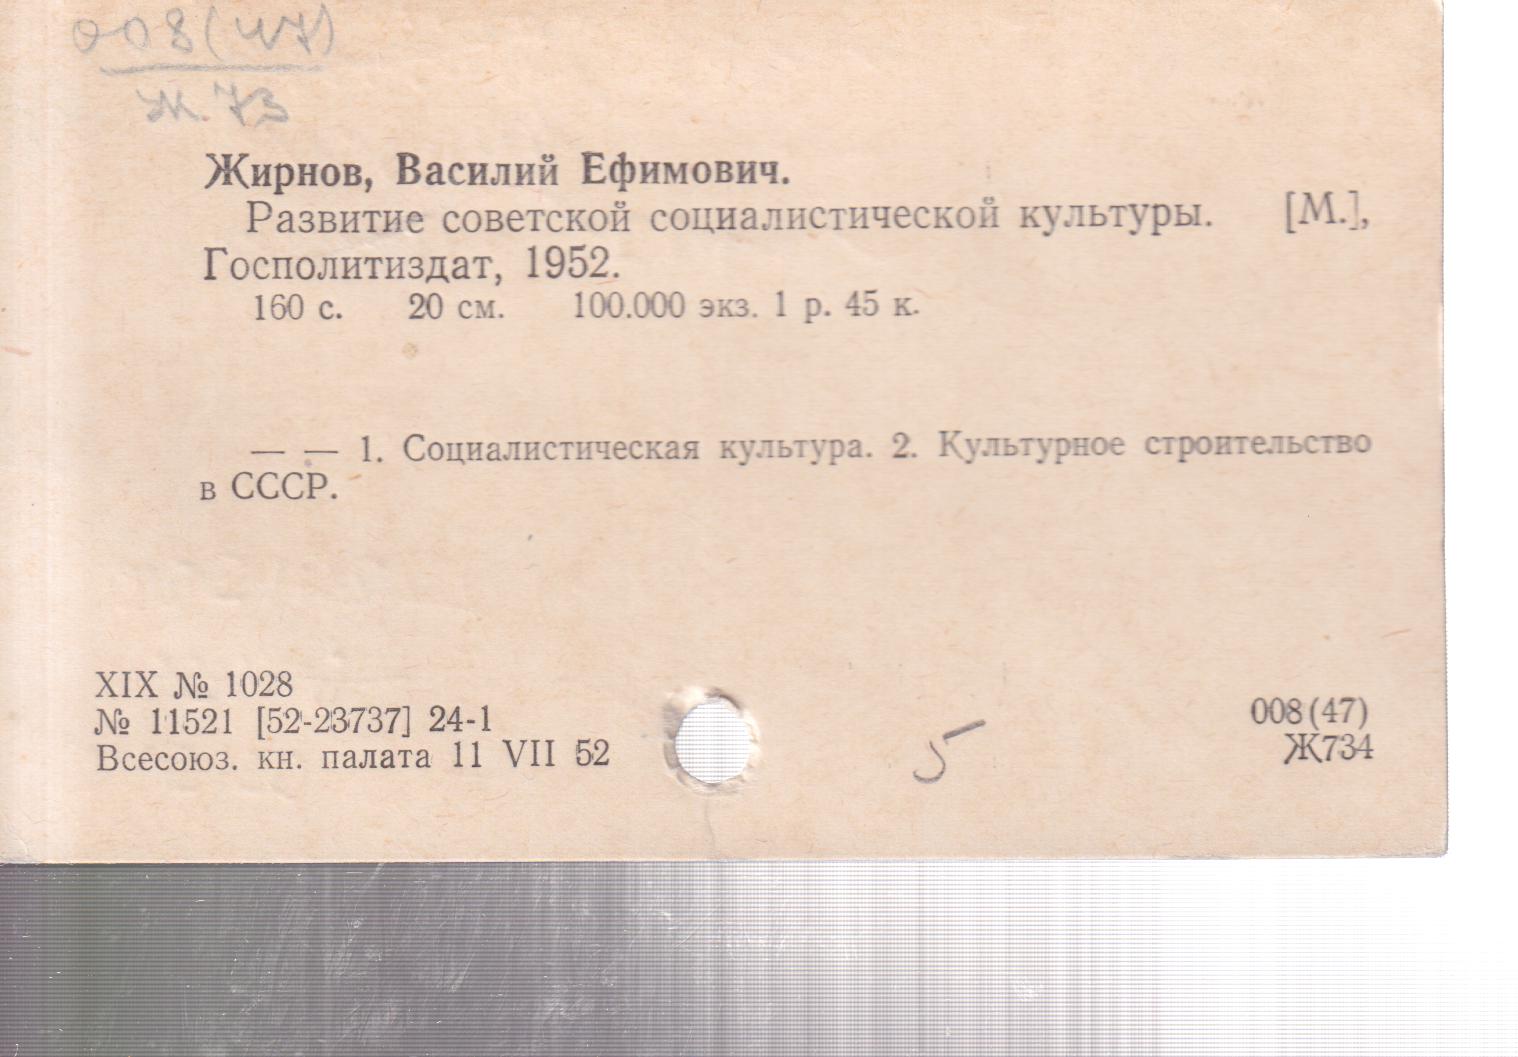 008(47)
Ж.73
Жирнов, Василий Ефимович.
Развитие советской социалистической культуры. [М.],
Госполитиздат, 1952.
160 с. 20 см. 100.000 экз. 1 р. 45 к.
— — 1. Социалистическая культура. 2. Культурное строительство
в СССР.
XIX № 1028
№ 11521 [52-23737] 24-1
Всесоюз. кн. палата 11 VII 52
5
008(47)
Ж734